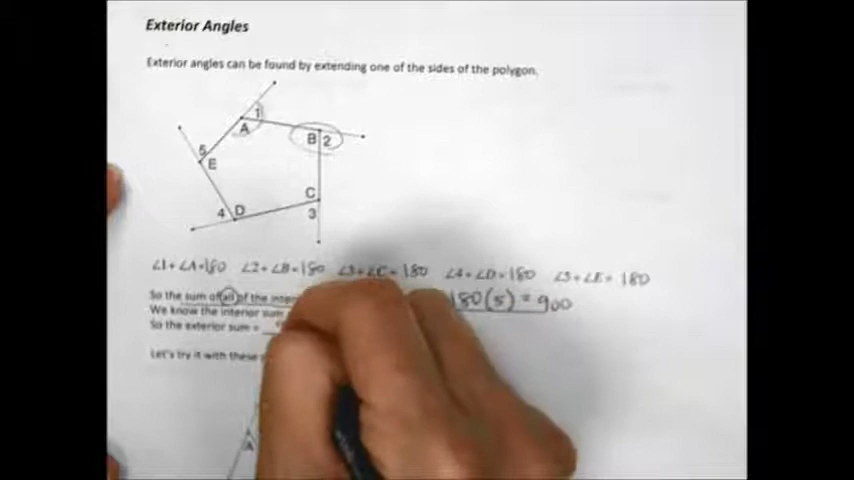 Exterior Angles
Exterior angles can be found by extending one of the sides of the polygon.
1
A
B 2
5
E
C
4 D
3
∠1+∠A=180 ∠2+∠B=180 ∠3+∠C=180 ∠4+∠D=180 ∠5+∠E=180
So the sum of all of the 180(5)=900
We know the interior sum
So the exterior sum =
Let's try it with these
A